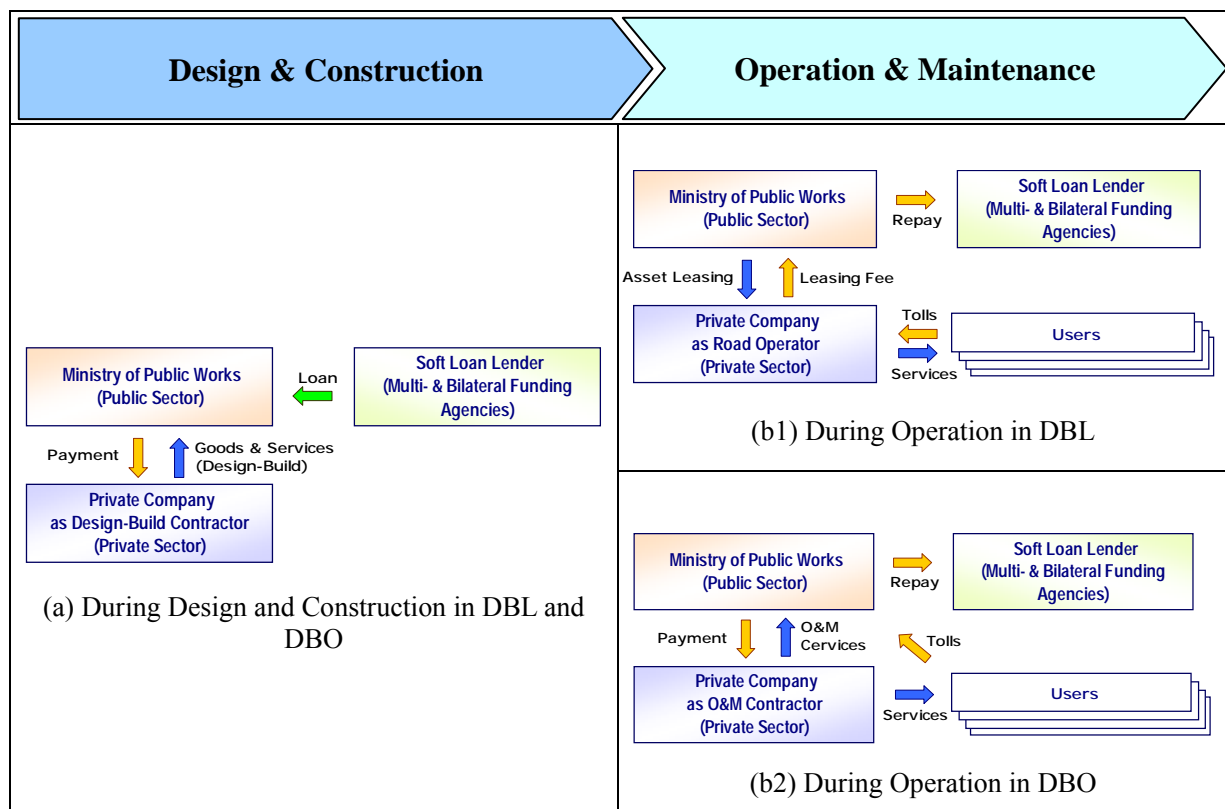 Design & Construction
Operation & Maintenance
Ministry of Public Works
(Public Sector)
Loan
Soft Loan Lender
(Multi- & Bilateral Funding
Agencies)
Payment
Goods & Services
(Design-Build)
Private Company
as Design-Build Contractor
(Private Sector)
(a) During Design and Construction in DBL and
DBO
Ministry of Public Works
(Public Sector)
Repay
Soft Loan Lender
(Multi- & Bilateral Funding
Agencies)
Asset Leasing
Leasing Fee
Private Company
as Road Operator
(Private Sector)
Tolls
Services
Users
(b1) During Operation in DBL
Ministry of Public Works
(Public Sector)
Repay
Soft Loan Lender
(Multi- & Bilateral Funding
Agencies)
Payment
O&M
Cervices
Tolls
Private Company
as O&M Contractor
(Private Sector)
Services
Users
(b2) During Operation in DBO